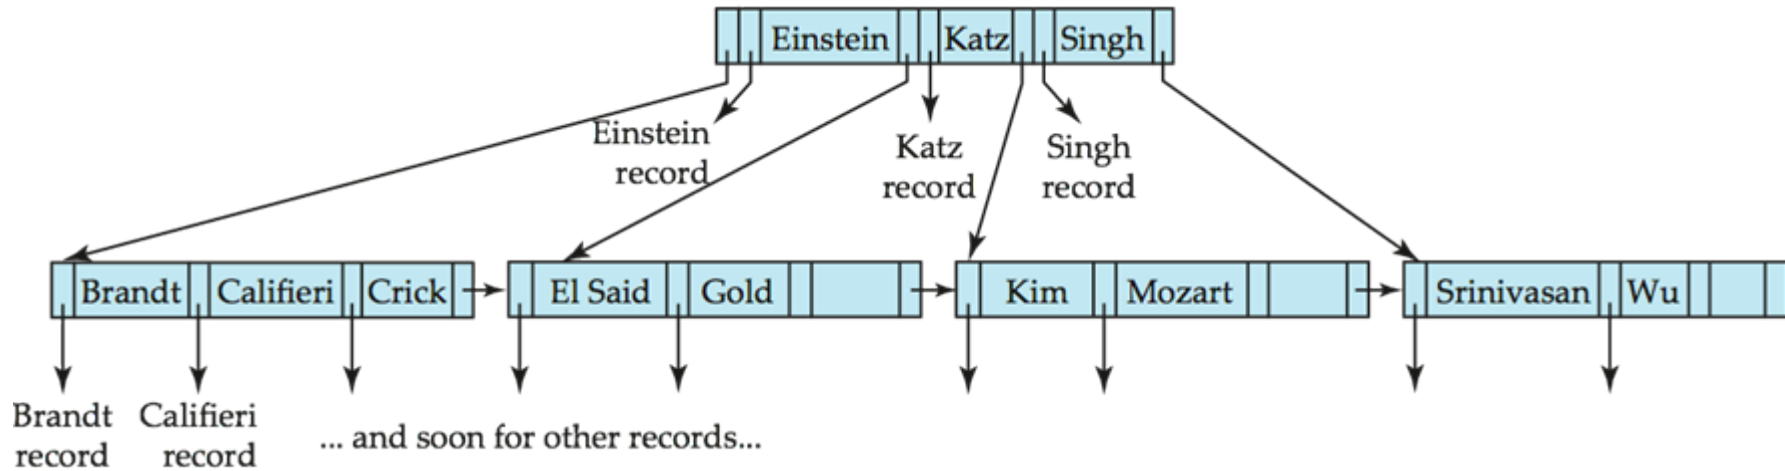 Einstein Katz Singh
Einstein
record
Katz
record
Singh
record
Brandt Califieri Crick El Said Gold Kim Mozart Srinivasan Wu
Brandt
record
Califieri
record
... and soon for other records...